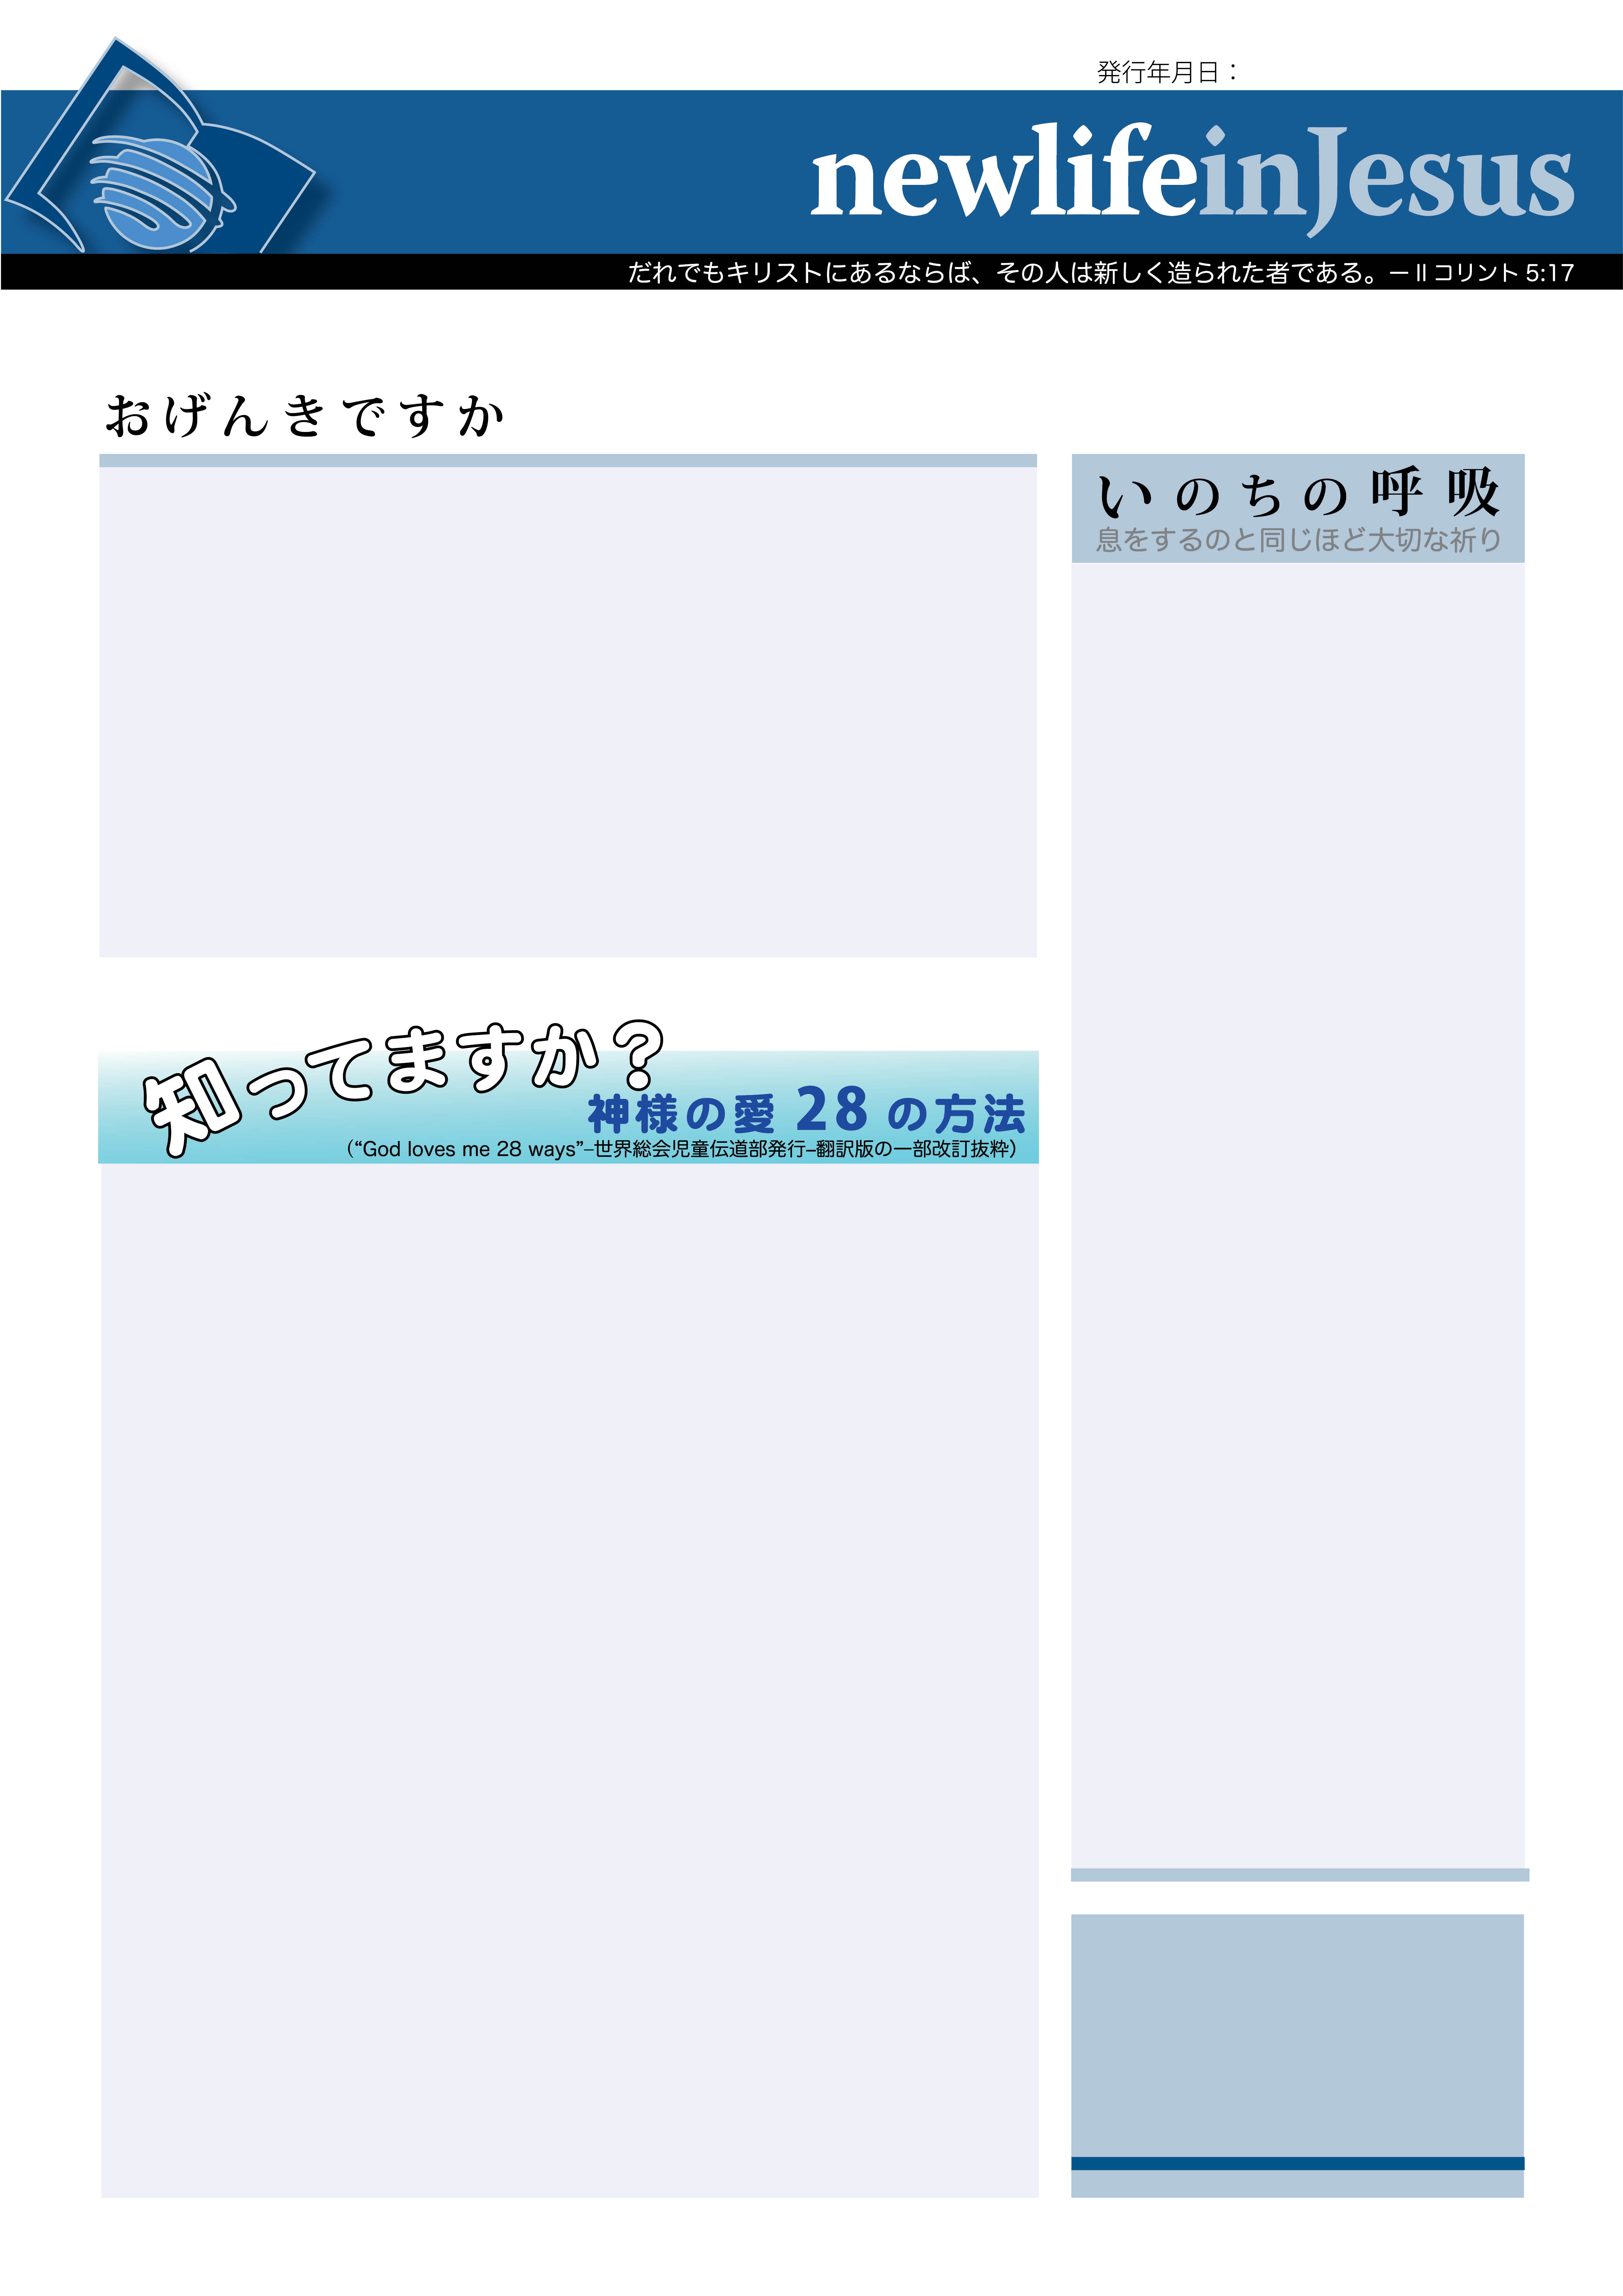 発行年月日：
newlifeinJesus
だれでもキリストにあるならば、その人は新しく造られた者である。ー II コリント 5:17
おげんきですか
いのちの呼吸
息をするのと同じほど大切な祈り
知ってますか？
神様の愛 28 の方法
（“God loves me 28 ways”–世界総会児童伝道部発行–翻訳版の一部改訂抜粋）